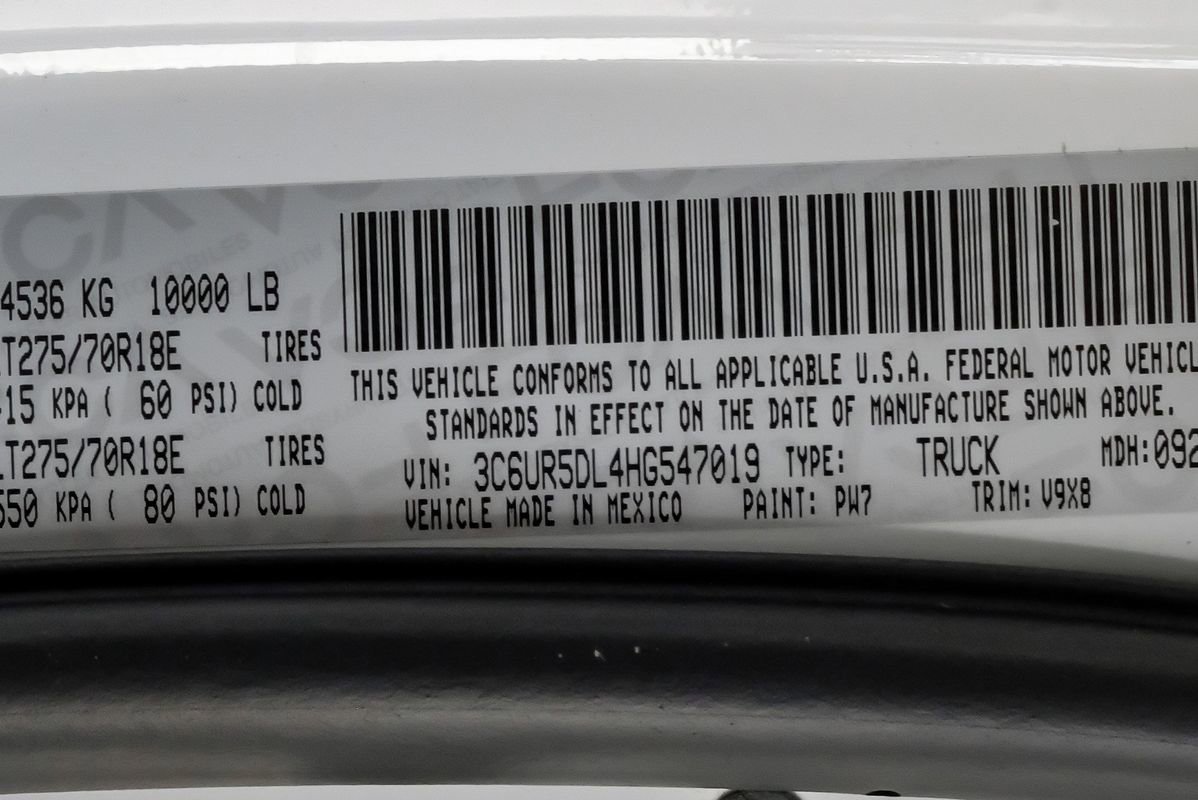 4536 KG 10000 LB
T275/70R18E TIRES
15 KPA ( 60 PSI) COLD
T275/70R18E TIRES
550 KPA ( 80 PSI) COLD
THIS VEHICLE CONFORMS TO ALL APPLICABLE U.S.A. FEDERAL MOTOR VEHICL
STANDARDS IN EFFECT ON THE DATE OF MANUFACTURE SHOWN ABOVE.
VIN: 3C6UR5DL4HG547019 TYPE: TRUCK MDH:092
VEHICLE MADE IN MEXICO PAINT: PW7 TRIM: V9X8